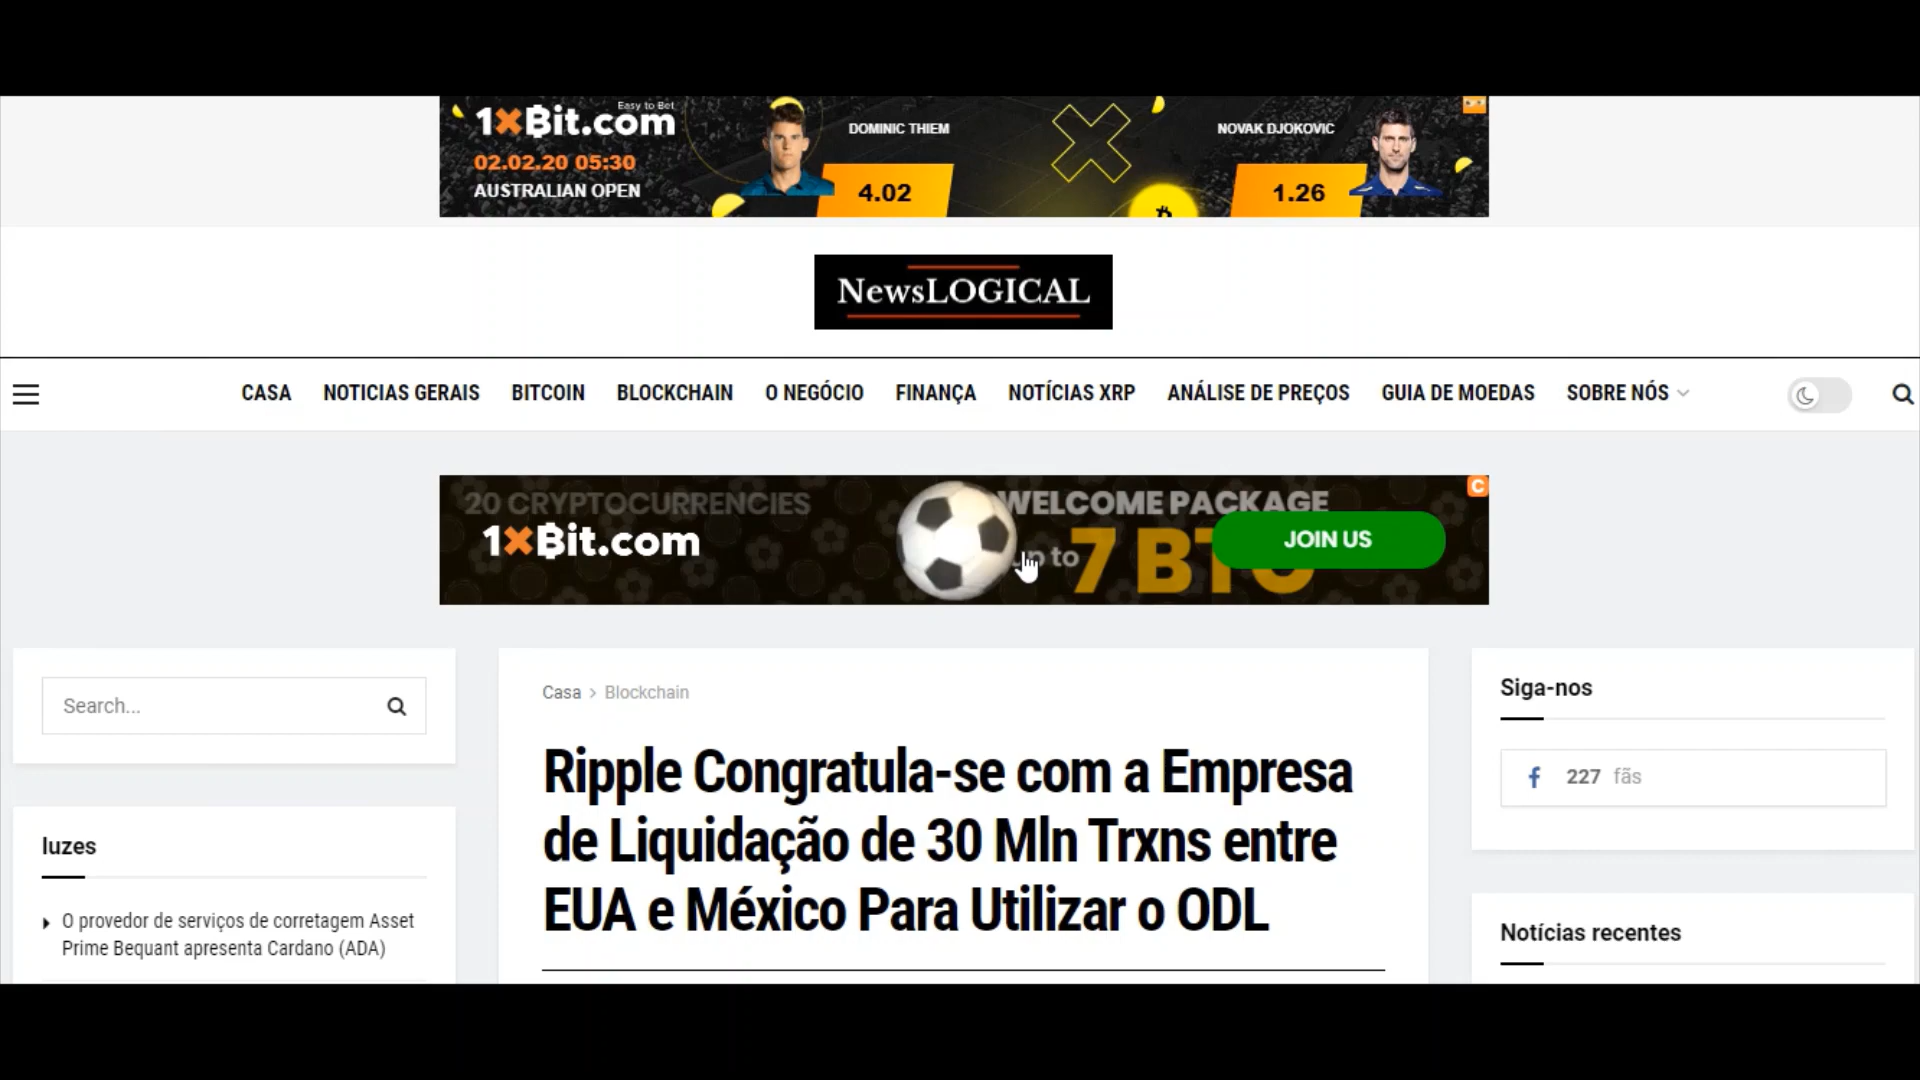 Easy to Bet
1xBit.com
02.02.20 05:30
AUSTRALIAN OPEN
DOMINIC THIEM
4.02
NOVAK DJOKOVIC
1.26
NewsLOGICAL
CASA NOTICIAS GERAIS BITCOIN BLOCKCHAIN O NEGÓCIO FINANÇA NOTÍCIAS XRP ANÁLISE DE PREÇOS GUIA DE MOEDAS SOBRE NÓS
20 CRYPTOCURRENCIES
1xBit.com
WELCOME PACKAGE
up to 7 BTC
JOIN US
C
Search...
luzes
O provedor de serviços de corretagem Asset
Prime Bequant apresenta Cardano (ADA)
Casa > Blockchain
Ripple Congratula-se com a Empresa
de Liquidação de 30 Mln Trxns entre
EUA e México Para Utilizar o ODL
Siga-nos
227 fãs
Notícias recentes